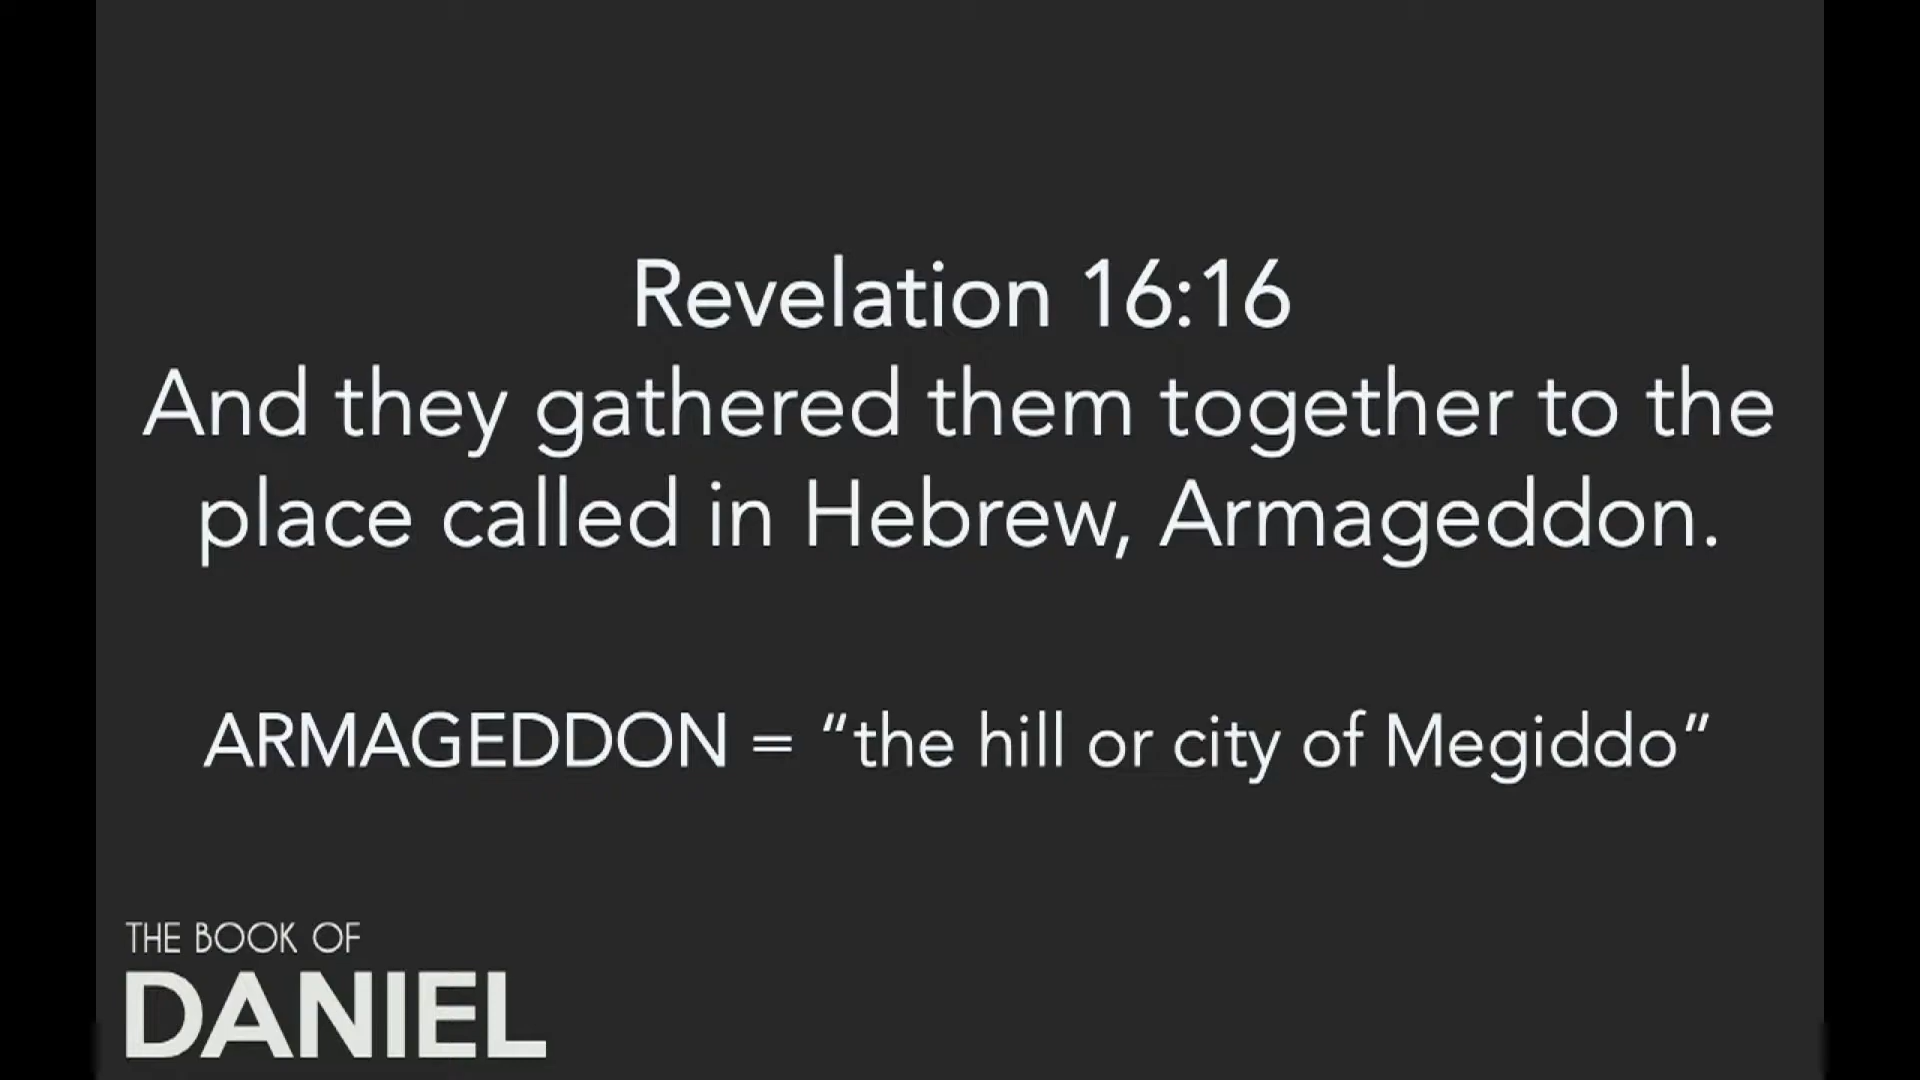 Revelation 16:16
And they gathered them together to the
place called in Hebrew, Armageddon.
ARMAGEDDON = “the hill or city of Megiddo”
THE BOOK OF
DANIEL